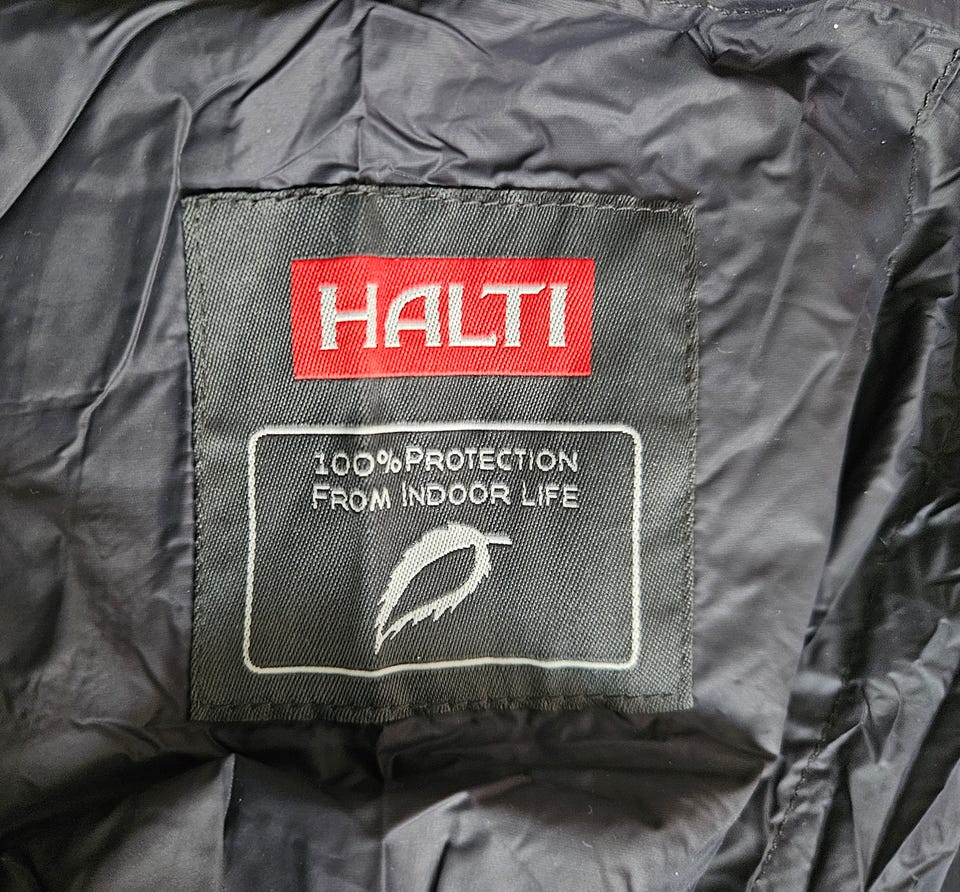 HALTI
100% PROTECTION
FROM INDOOR LIFE